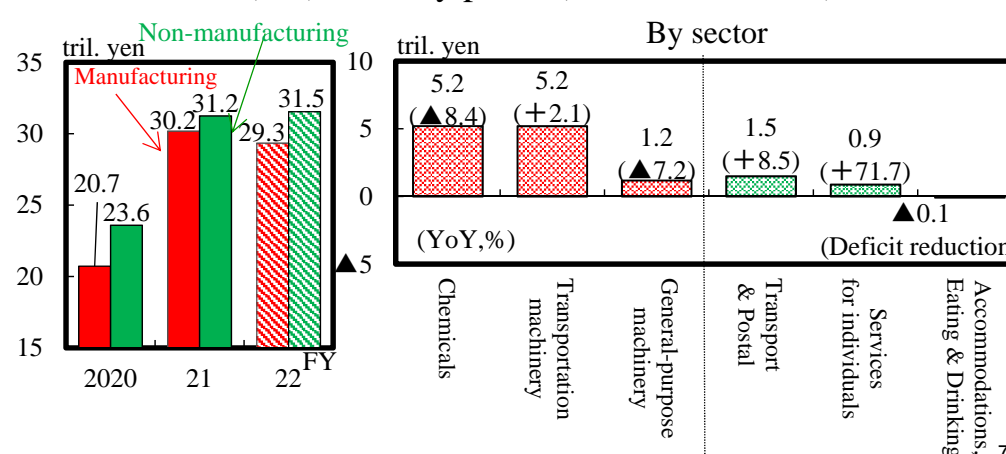 Non-manufacturing
By sector
tril. yen
35
Manufacturing
30
25
20
15
20.7
23.6
30.2
31.2
29.3
31.5
2020
21
22
FY
tril. yen
10
5
0
▲5
5.2
(▲8.4)
5.2
(+2.1)
1.2
(▲7.2)
1.5
(+8.5)
0.9
(+71.7)
▲0.1
(YoY,%)
(Deficit reduction
Chemicals
Transportation
machinery
General-purpose
machinery
Transport
& Postal
Services
for individuals
Accommodations,
Eating & Drinking